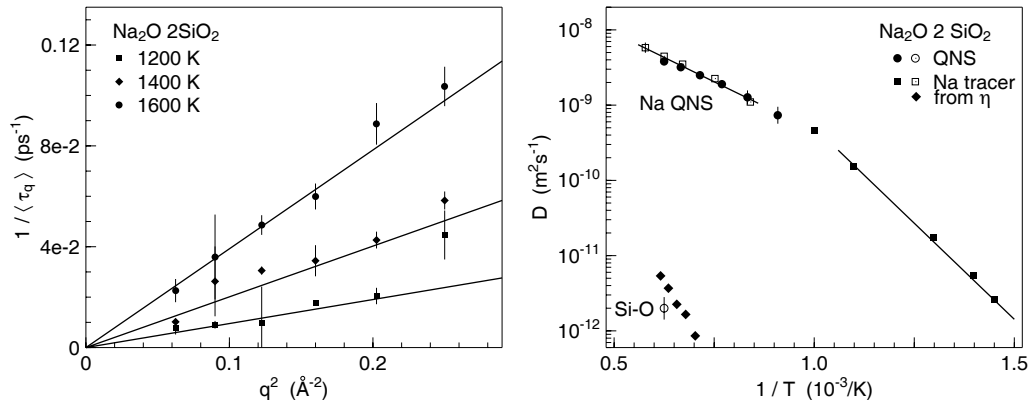 Na₂O 2SiO₂
1200 K
1400 K
1600 K
0.12
8e-2
4e-2
0
1 / ⟨ τq ⟩ (ps⁻¹)
0
0.1
0.2
q² (Å⁻²)
Na₂O 2 SiO₂
QNS
Na tracer
from η
Na QNS
Si-O
10⁻⁸
10⁻⁹
10⁻¹⁰
10⁻¹¹
10⁻¹²
D (m²s⁻¹)
0.5
1.0
1.5
1 / T (10⁻³/K)